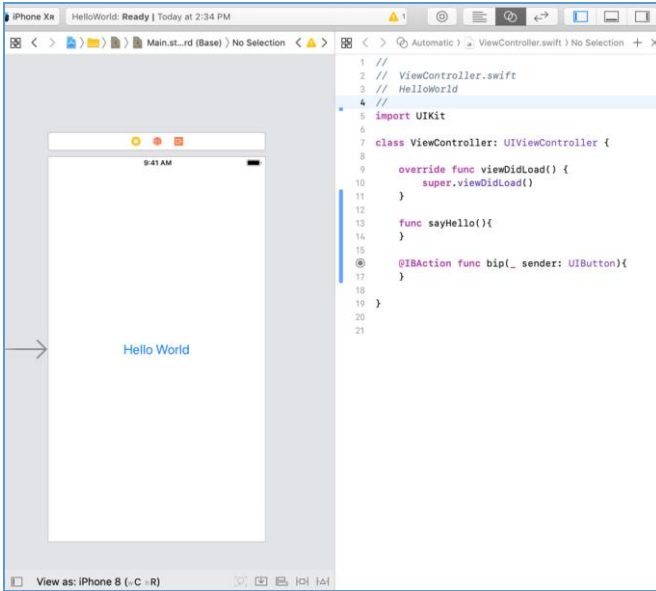 iPhone XR
HelloWorld: Ready | Today at 2:34 PM
1
Main.st...rd (Base) 〉 No Selection
Automatic 〉 ViewController.swift 〉 No Selection
9:41 AM
Hello World
View as: iPhone 8 (wC hR)
1 //
2 //  ViewController.swift
3 //  HelloWorld
4 //
5 import UIKit
6
7 class ViewController: UIViewController {
8
9     override func viewDidLoad() {
10         super.viewDidLoad()
11     }
12
13     func sayHello(){
14     }
15
@IBAction func bip(_ sender: UIButton){
17     }
18
19 }
20
21